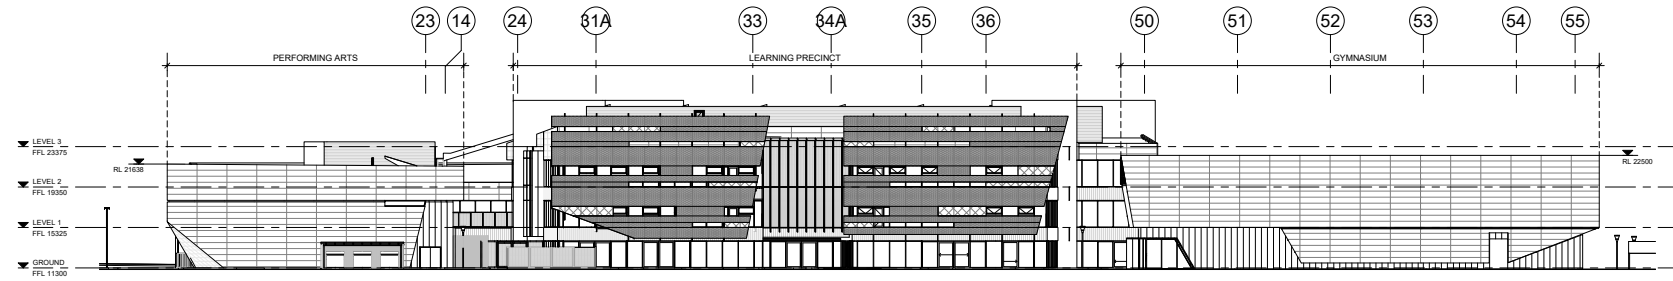 23 14 24 31A 33 34A 35 36 50 51 52 53 54 55
PERFORMING ARTS LEARNING PRECINCT GYMNASIUM
LEVEL 3
FFL 23375
RL 21638
RL 22500
LEVEL 2
FFL 19350
LEVEL 1
FFL 15325
GROUND
FFL 11300